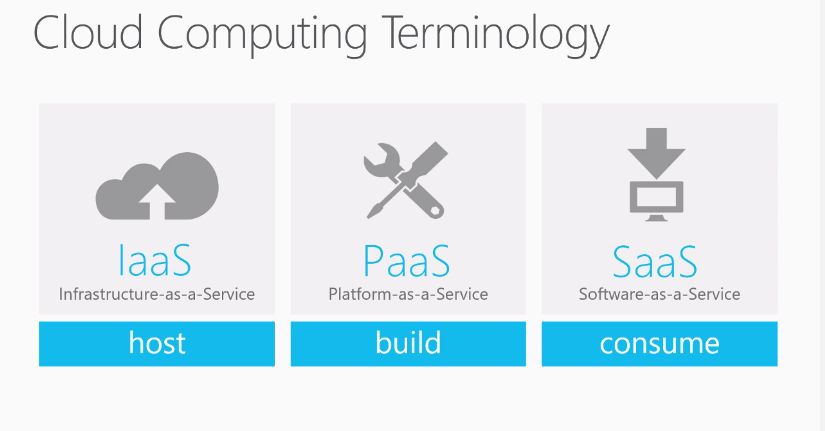 Cloud Computing Terminology
IaaS
Infrastructure-as-a-Service
host
PaaS
Platform-as-a-Service
build
SaaS
Software-as-a-Service
consume